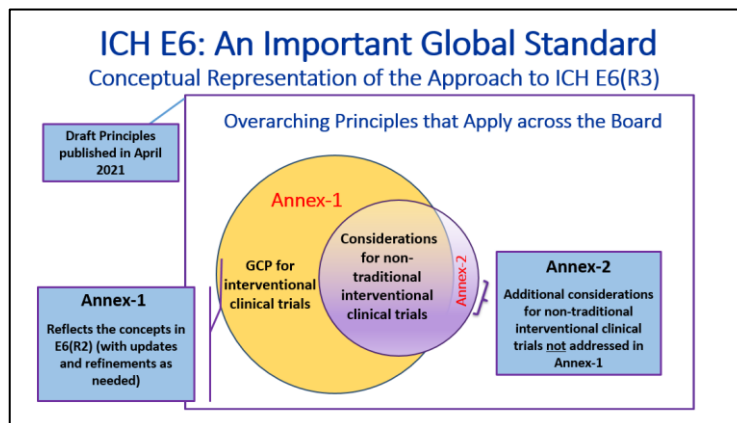 ICH E6: An Important Global Standard
Conceptual Representation of the Approach to ICH E6(R3)
Overarching Principles that Apply across the Board
Draft Principles
published in April
2021
Annex-1
GCP for
interventional
clinical trials
Considerations
for non-
traditional
interventional
clinical trials
Annex-2
Annex-1
Reflects the concepts in
E6(R2) (with updates
and refinements as
needed)
Annex-2
Additional considerations
for non-traditional
interventional clinical
trials not addressed in
Annex-1